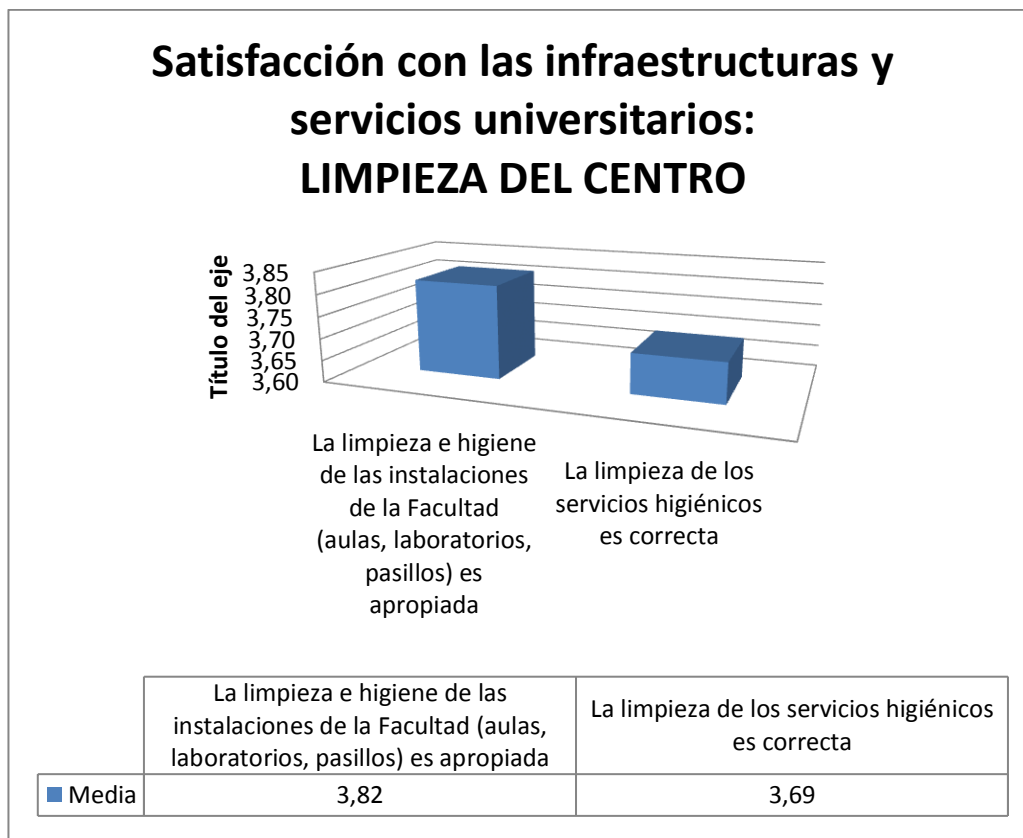 Satisfacción con las infraestructuras y
servicios universitarios:
LIMPIEZA DEL CENTRO
Título del eje
3,85
3,80
3,75
3,70
3,65
3,60
La limpieza e higiene
de las instalaciones
de la Facultad
(aulas, laboratorios,
pasillos) es
apropiada
La limpieza de los
servicios higiénicos
es correcta
La limpieza e higiene de las
instalaciones de la Facultad (aulas,
laboratorios, pasillos) es apropiada
La limpieza de los servicios higiénicos
es correcta
Media
3,82
3,69